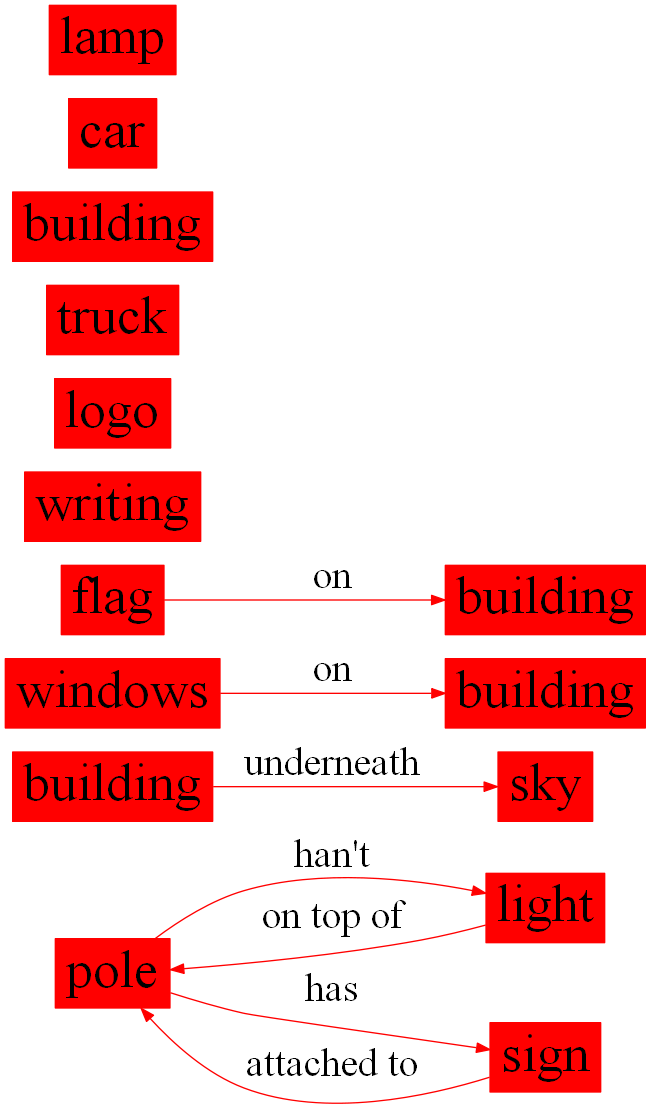 lamp
car
building
truck
logo
writing
flag on building
windows on building
building underneath sky
han't
light
on top of
pole
has
sign
attached to